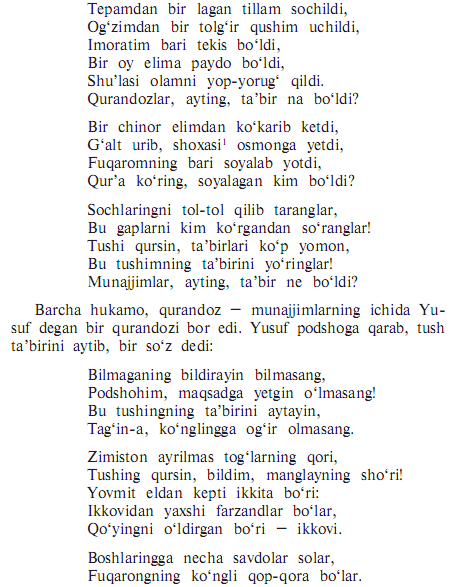 Tepamdan bir lagan tillam sochildi,
Og‘zimdan bir tolg‘ir qushim uchildi,
Imoratim bari tekis bo‘ldi,
Bir oy elima paydo bo‘ldi,
Shu’lasi olamni yop-yorug‘ qildi.
Qurandozlar, ayting, ta’bir na bo‘ldi?
Bir chinor elimdan ko‘karib ketdi,
G‘alt urib, shoxasi¹ osmonga yetdi,
Fuqaromning bari soyalab yotdi,
Qur’a ko‘ring, soyalagan kim bo‘ldi?
Sochlaringni tol-tol qilib taranglar,
Bu gaplarni kim ko‘rgandan so‘ranglar!
Tushi qursin, ta’birlari ko‘p yomon,
Bu tushimning ta’birini yo‘ringlar!
Munajjimlar, ayting, ta’bir ne bo‘ldi?
Barcha hukamo, qurandoz — munajjimlarning ichida Yu-
suf degan bir qurandozi bor edi. Yusuf podshoga qarab, tush
ta’birini aytib, bir so‘z dedi:
Bilmaganing bildirayin bilmasang,
Podshohim, maqsadga yetgin o‘lmasang!
Bu tushingning ta’birini aytayin,
Tag‘in-a, ko‘nglingga og‘ir olmasang.
Zimiston ayrilmas tog‘larning qori,
Tushing qursin, bildim, manglayning sho‘ri!
Yovmit eldan kepti ikkita bo‘ri:
Ikkovidan yaxshi farzandlar bo‘lar,
Qo‘yingni o‘ldirgan bo‘ri — ikkovi.
Boshlaringga necha savdolar solar,
Fuqarongning ko‘ngli qop-qora bo‘lar.